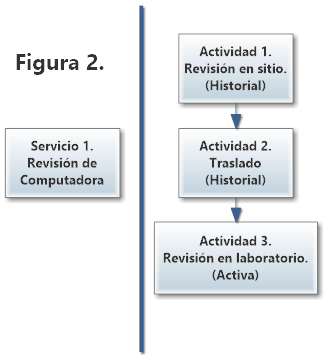 Figura 2.
Servicio 1.
Revisión de
Computadora
Actividad 1.
Revisión en sitio.
(Historial)
Actividad 2.
Traslado
(Historial)
Actividad 3.
Revisión en laboratorio.
(Activa)